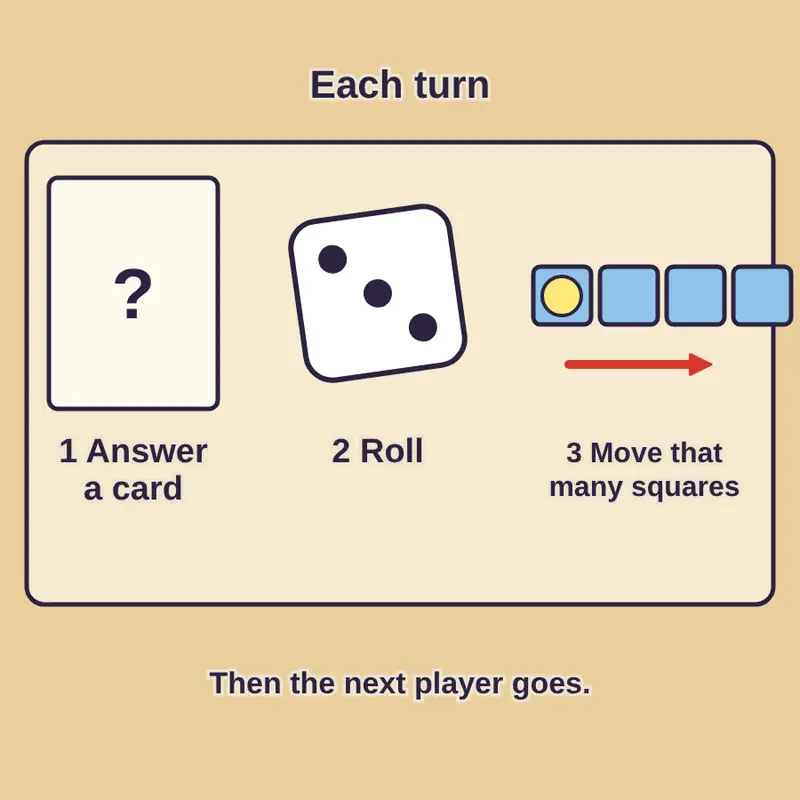 Each turn
?
1 Answer
a card
2 Roll
3 Move that
many squares
Then the next player goes.